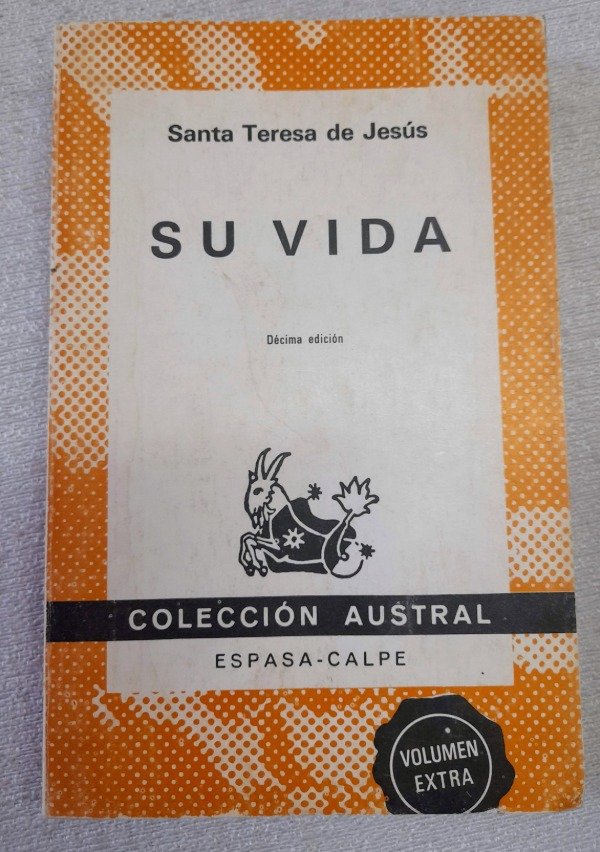 Santa Teresa de Jesús
SU VIDA
Décima edición
COLECCIÓN AUSTRAL
ESPASA-CALPE
VOLUMEN
EXTRA